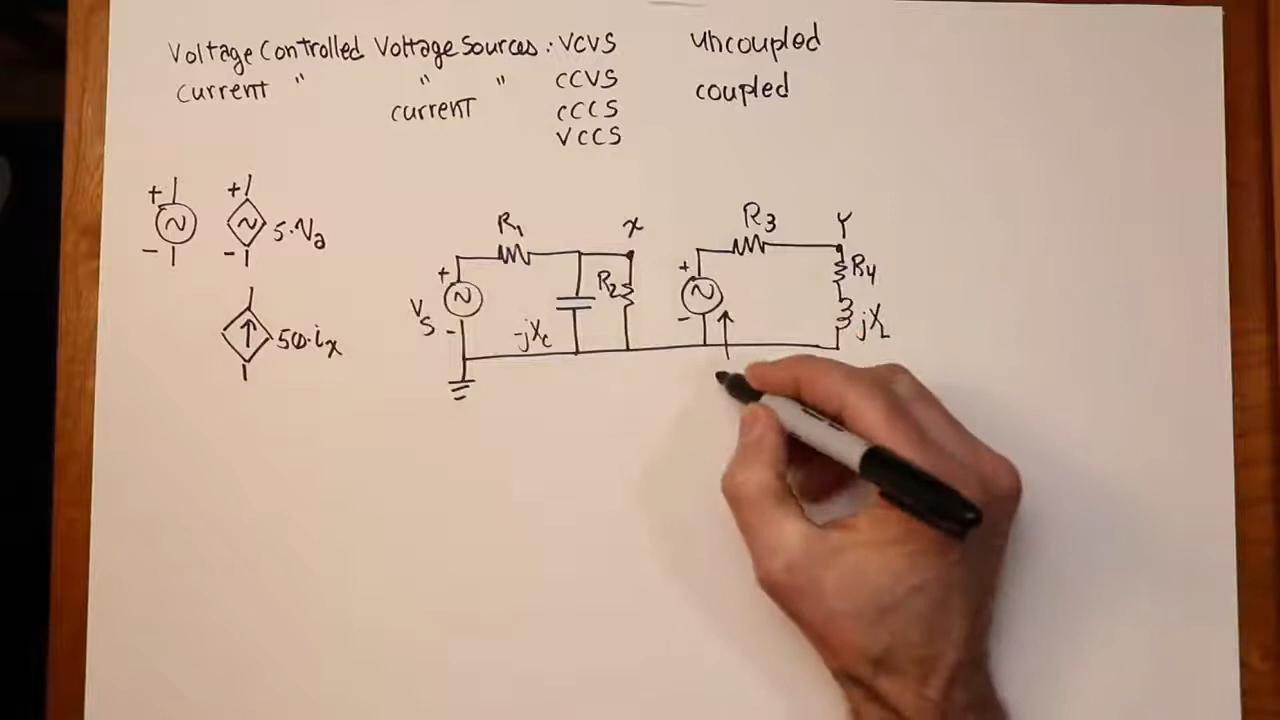 Voltage Controlled Voltage Sources: VCVS
Current " " " CCVS
current CCCS
VCCS
uncoupled
coupled
+ + 5·Va
- -
50·ix
R1 X R3 Y
+ R2 + R4
VS - -jXc - jXL